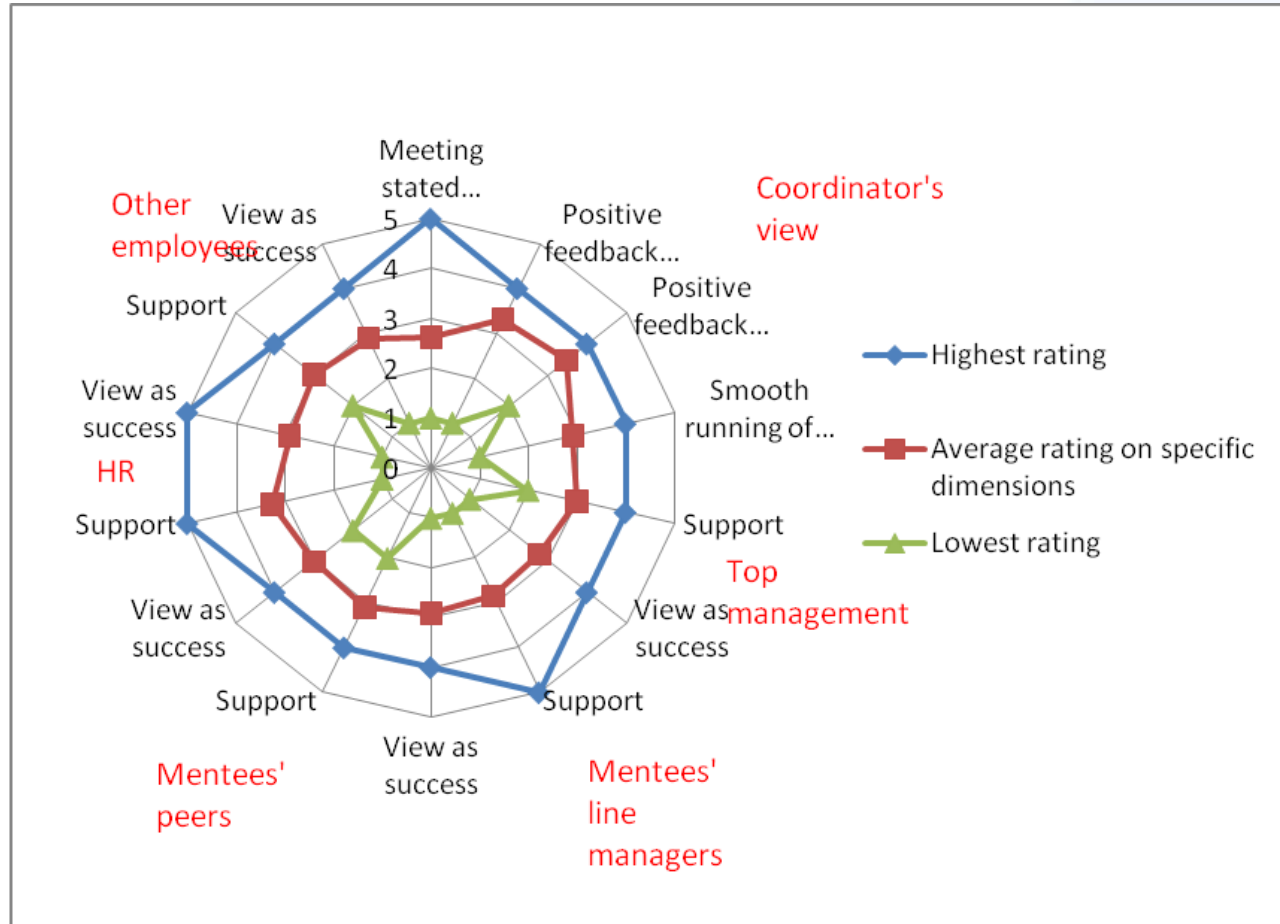 Meeting
stated...
Coordinator's
view
Other
employees
View as
success
Positive
feedback...
Support
Positive
feedback...
5
4
3
2
1
0
Highest rating
View as
success
Smooth
running of...
Average rating on specific
dimensions
HR
Support
Support
Lowest rating
Top
management
View as
success
View as
success
Support
Support
View as
success
Mentees'
peers
Mentees'
line
managers